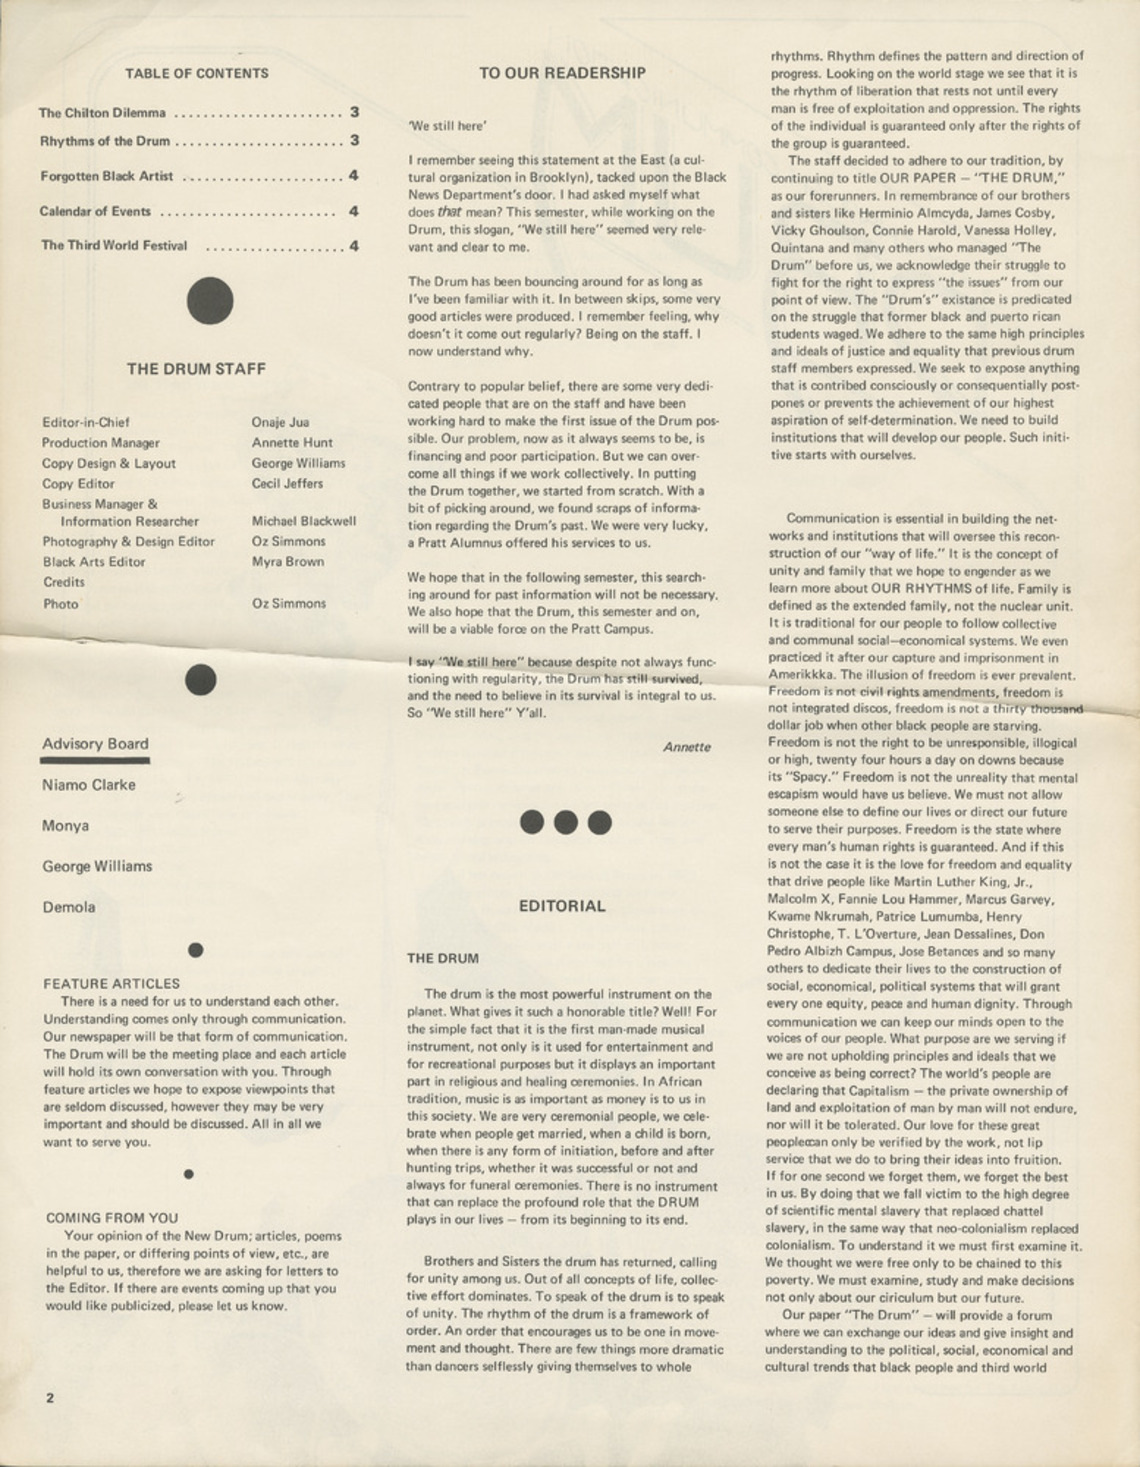 TABLE OF CONTENTS
The Chilton Dilemma ........................ 3
Rhythms of the Drum ........................ 3
Forgotten Black Artist ....................... 4
Calendar of Events ......................... 4
The Third World Festival .................... 4
THE DRUM STAFF
Editor-in-Chief Onaje Jua
Production Manager Annette Hunt
Copy Design & Layout George Williams
Copy Editor Cecil Jeffers
Business Manager &
Information Researcher Michael Blackwell
Photography & Design Editor Oz Simmons
Black Arts Editor Myra Brown
Credits
Photo Oz Simmons
Advisory Board
Niamo Clarke
Monya
George Williams
Demola
FEATURE ARTICLES
There is a need for us to understand each other.
Understanding comes only through communication.
Our newspaper will be that form of communication.
The Drum will be the meeting place and each article
will hold its own conversation with you. Through
feature articles we hope to expose viewpoints that
are seldom discussed, however they may be very
important and should be discussed. All in all we
want to serve you.
COMING FROM YOU
Your opinion of the New Drum; articles, poems
in the paper, or differing points of view, etc., are
helpful to us, therefore we are asking for letters to
the Editor. If there are events coming up that you
would like publicized, please let us know.
2
TO OUR READERSHIP
'We still here'
I remember seeing this statement at the East (a cul-
tural organization in Brooklyn), tacked upon the Black
News Department's door. I had asked myself what
does that mean? This semester, while working on the
Drum, this slogan, "We still here" seemed very rele-
vant and clear to me.
The Drum has been bouncing around for as long as
I've been familiar with it. In between skips, some very
good articles were produced. I remember feeling, why
doesn't it come out regularly? Being on the staff. I
now understand why.
Contrary to popular belief, there are some very dedi-
cated people that are on the staff and have been
working hard to make the first issue of the Drum pos-
sible. Our problem, now as it always seems to be, is
financing and poor participation. But we can over-
come all things if we work collectively. In putting
the Drum together, we started from scratch. With a
bit of picking around, we found scraps of informa-
tion regarding the Drum's past. We were very lucky,
a Pratt Alumnus offered his services to us.
We hope that in the following semester, this search-
ing around for past information will not be necessary.
We also hope that the Drum, this semester and on,
will be a viable force on the Pratt Campus.
I say "We still here" because despite not always func-
tioning with regularity, the Drum has still survived,
and the need to believe in its survival is integral to us.
So "We still here" Y'all.
Annette
EDITORIAL
THE DRUM
The drum is the most powerful instrument on the
planet. What gives it such a honorable title? Well! For
the simple fact that it is the first man-made musical
instrument, not only is it used for entertainment and
for recreational purposes but it displays an important
part in religious and healing ceremonies. In African
tradition, music is as important as money is to us in
this society. We are very ceremonial people, we cele-
brate when people get married, when a child is born,
when there is any form of initiation, before and after
hunting trips, whether it was successful or not and
always for funeral ceremonies. There is no instrument
that can replace the profound role that the DRUM
plays in our lives — from its beginning to its end.
Brothers and Sisters the drum has returned, calling
for unity among us. Out of all concepts of life, collec-
tive effort dominates. To speak of the drum is to speak
of unity. The rhythm of the drum is a framework of
order. An order that encourages us to be one in move-
ment and thought. There are few things more dramatic
than dancers selflessly giving themselves to whole
rhythms. Rhythm defines the pattern and direction of
progress. Looking on the world stage we see that it is
the rhythm of liberation that rests not until every
man is free of exploitation and oppression. The rights
of the individual is guaranteed only after the rights of
the group is guaranteed.
The staff decided to adhere to our tradition, by
continuing to title OUR PAPER — "THE DRUM,"
as our forerunners. In remembrance of our brothers
and sisters like Herminio Almcyda, James Cosby,
Vicky Ghoulson, Connie Harold, Vanessa Holley,
Quintana and many others who managed "The
Drum" before us, we acknowledge their struggle to
fight for the right to express "the issues" from our
point of view. The "Drum's" existance is predicated
on the struggle that former black and puerto rican
students waged. We adhere to the same high principles
and ideals of justice and equality that previous drum
staff members expressed. We seek to expose anything
that is contribed consciously or consequentially post-
pones or prevents the achievement of our highest
aspiration of self-determination. We need to build
institutions that will develop our people. Such initi-
tive starts with ourselves.
Communication is essential in building the net-
works and institutions that will oversee this recon-
struction of our "way of life." It is the concept of
unity and family that we hope to engender as we
learn more about OUR RHYTHMS of life. Family is
defined as the extended family, not the nuclear unit.
It is traditional for our people to follow collective
and communal social—economical systems. We even
practiced it after our capture and imprisonment in
Amerikkka. The illusion of freedom is ever prevalent.
Freedom is not civil rights amendments, freedom is
not integrated discos, freedom is not a thirty thousand
dollar job when other black people are starving.
Freedom is not the right to be unresponsible, illogical
or high, twenty four hours a day on downs because
its "Spacy." Freedom is not the unreality that mental
escapism would have us believe. We must not allow
someone else to define our lives or direct our future
to serve their purposes. Freedom is the state where
every man's human rights is guaranteed. And if this
is not the case it is the love for freedom and equality
that drive people like Martin Luther King, Jr.,
Malcolm X, Fannie Lou Hammer, Marcus Garvey,
Kwame Nkrumah, Patrice Lumumba, Henry
Christophe, T. L'Overture, Jean Dessalines, Don
Pedro Albizh Campus, Jose Betances and so many
others to dedicate their lives to the construction of
social, economical, political systems that will grant
every one equity, peace and human dignity. Through
communication we can keep our minds open to the
voices of our people. What purpose are we serving if
we are not upholding principles and ideals that we
conceive as being correct? The world's people are
declaring that Capitalism — the private ownership of
land and exploitation of man by man will not endure,
nor will it be tolerated. Our love for these great
people can only be verified by the work, not lip
service that we do to bring their ideas into fruition.
If for one second we forget them, we forget the best
in us. By doing that we fall victim to the high degree
of scientific mental slavery that replaced chattel
slavery, in the same way that neo-colonialism replaced
colonialism. To understand it we must first examine it.
We thought we were free only to be chained to this
poverty. We must examine, study and make decisions
not only about our ciriculum but our future.
Our paper "The Drum" — will provide a forum
where we can exchange our ideas and give insight and
understanding to the political, social, economical and
cultural trends that black people and third world